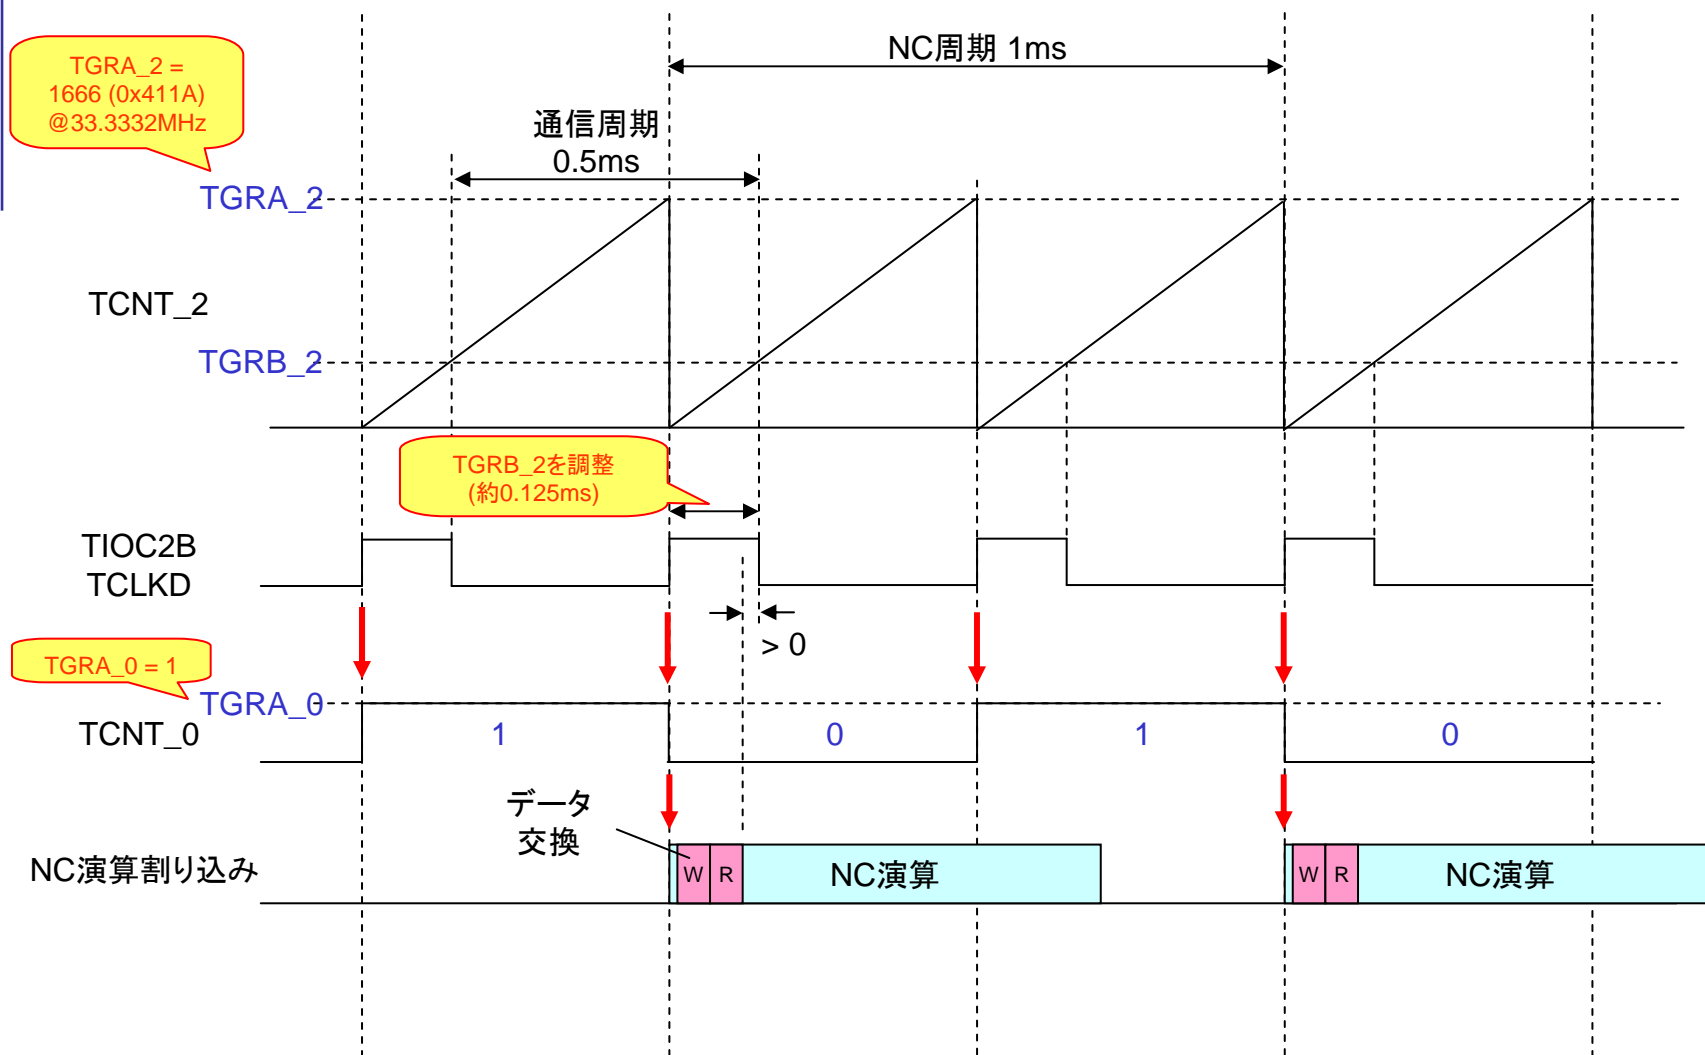 NC周期 1ms
TGRA_2 =
1666 (0x411A)
@33.3332MHz
通信周期
0.5ms
TGRA_2
TCNT_2
TGRB_2
TGRB_2を調整
(約0.125ms)
TIOC2B
TCLKD
> 0
TGRA_0 = 1
TGRA_0
TCNT_0
1
0
1
0
データ
交換
NC演算割り込み
W
R
NC演算
W
R
NC演算